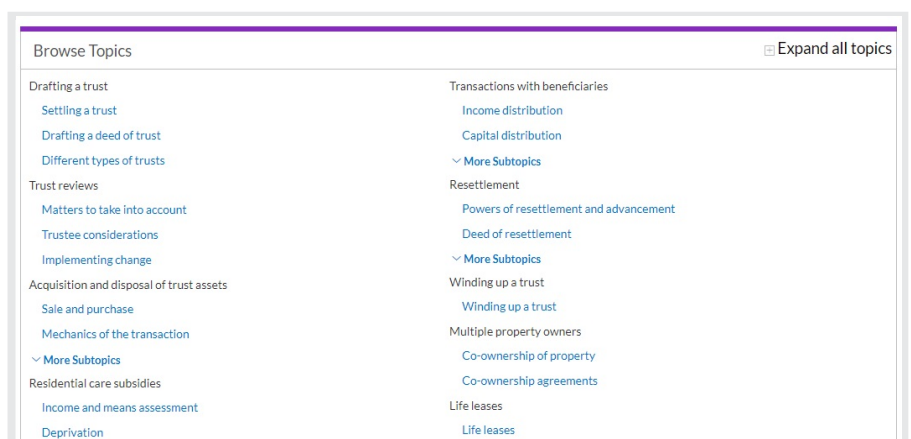 Browse Topics
Expand all topics
Drafting a trust
Settling a trust
Drafting a deed of trust
Different types of trusts
Trust reviews
Matters to take into account
Trustee considerations
Implementing change
Acquisition and disposal of trust assets
Sale and purchase
Mechanics of the transaction
More Subtopics
Residential care subsidies
Income and means assessment
Deprivation
Transactions with beneficiaries
Income distribution
Capital distribution
More Subtopics
Resettlement
Powers of resettlement and advancement
Deed of resettlement
More Subtopics
Winding up a trust
Winding up a trust
Multiple property owners
Co-ownership of property
Co-ownership agreements
Life leases
Life leases